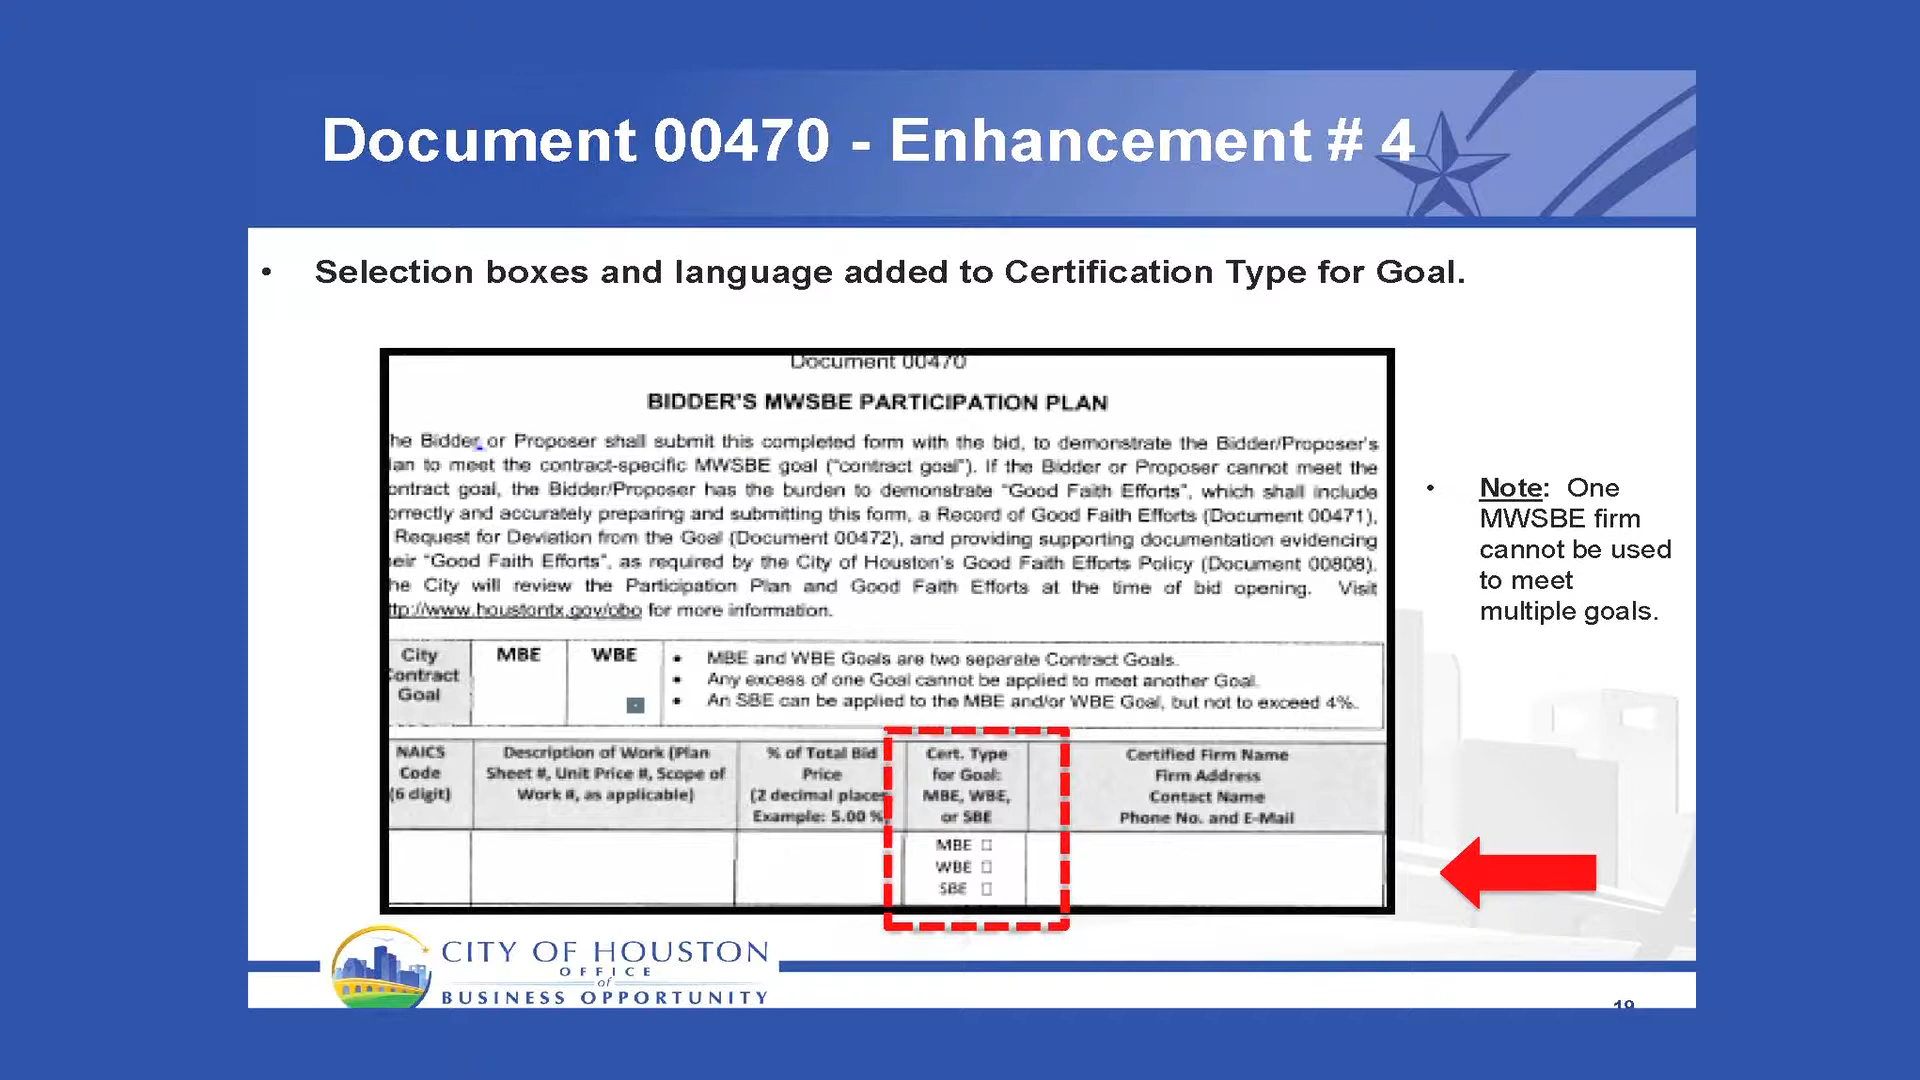 Document 00470 - Enhancement # 4
• Selection boxes and language added to Certification Type for Goal.
Document 00470
BIDDER'S MWSBE PARTICIPATION PLAN
he Bidder or Proposer shall submit this completed form with the bid, to demonstrate the Bidder/Proposer's
lan to meet the contract-specific MWSBE goal ("contract goal"). If the Bidder or Proposer cannot meet the
ontract goal, the Bidder/Proposer has the burden to demonstrate "Good Faith Efforts", which shall include
orrectly and accurately preparing and submitting this form, a Record of Good Faith Efforts (Document 00471),
Request for Deviation from the Goal (Document 00472), and providing supporting documentation evidencing
eir "Good Faith Efforts", as required by the City of Houston's Good Faith Efforts Policy (Document 00808).
he City will review the Participation Plan and Good Faith Efforts at the time of bid opening. Visit
ttp://www.houstontx.gov/obo for more information.
City
Contract
Goal
MBE
WBE
• MBE and WBE Goals are two separate Contract Goals.
• Any excess of one Goal cannot be applied to meet another Goal.
• An SBE can be applied to the MBE and/or WBE Goal, but not to exceed 4%.
NAICS
Code
(6 digit)
Description of Work (Plan
Sheet #, Unit Price #, Scope of
Work #, as applicable)
% of Total Bid
Price
(2 decimal places
Example: 5.00 %
Cert. Type
for Goal:
MBE, WBE,
or SBE
Certified Firm Name
Firm Address
Contact Name
Phone No. and E-Mail
MBE □
WBE □
SBE □
• Note: One
MWSBE firm
cannot be used
to meet
multiple goals.
CITY OF HOUSTON
OFFICE
of
BUSINESS OPPORTUNITY
19